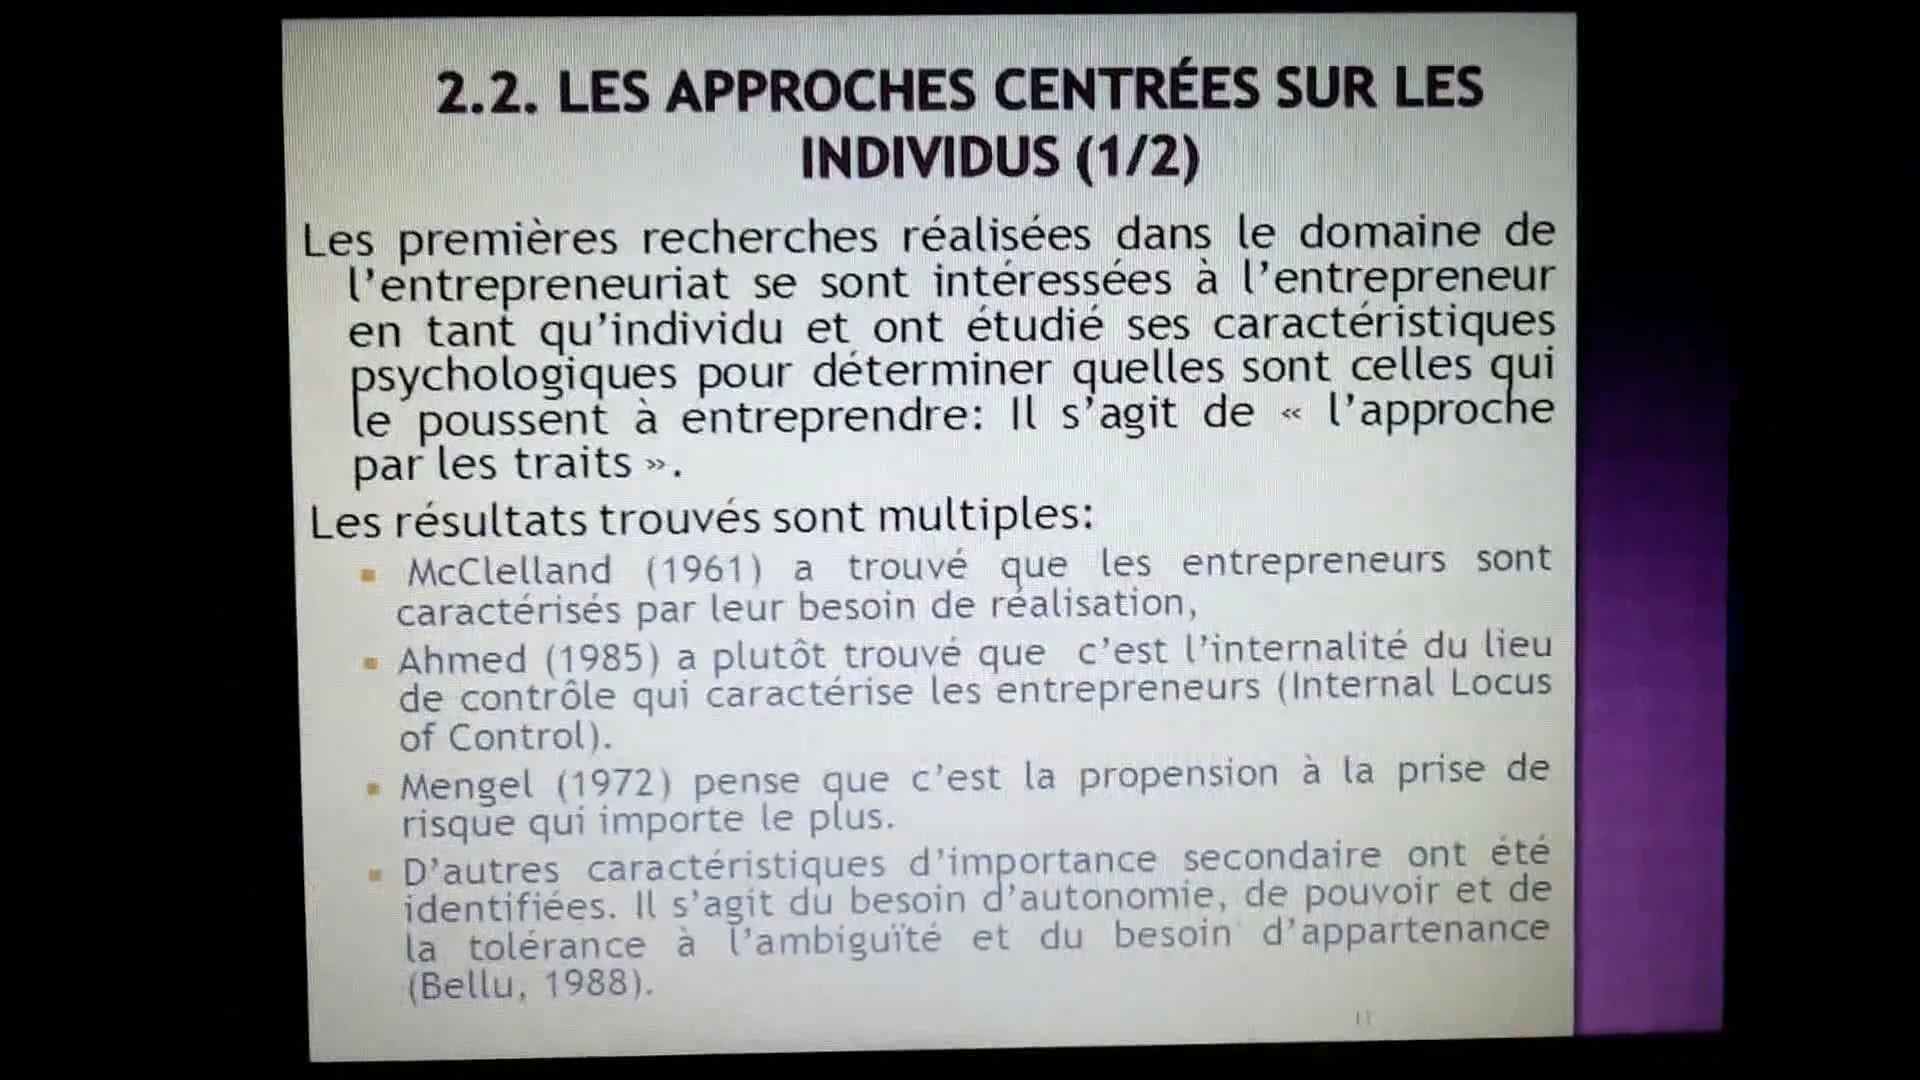 2.2. LES APPROCHES CENTRÉES SUR LES
INDIVIDUS (1/2)
Les premières recherches réalisées dans le domaine de
l’entrepreneuriat se sont intéressées à l’entrepreneur
en tant qu’individu et ont étudié ses caractéristiques
psychologiques pour déterminer quelles sont celles qui
le poussent à entreprendre: Il s’agit de « l’approche
par les traits ».
Les résultats trouvés sont multiples:
▪ McClelland (1961) a trouvé que les entrepreneurs sont
caractérisés par leur besoin de réalisation,
▪ Ahmed (1985) a plutôt trouvé que c’est l’internalité du lieu
de contrôle qui caractérise les entrepreneurs (Internal Locus
of Control).
▪ Mengel (1972) pense que c’est la propension à la prise de
risque qui importe le plus.
▪ D’autres caractéristiques d’importance secondaire ont été
identifiées. Il s’agit du besoin d’autonomie, de pouvoir et de
la tolérance à l’ambiguïté et du besoin d’appartenance
(Bellu, 1988).